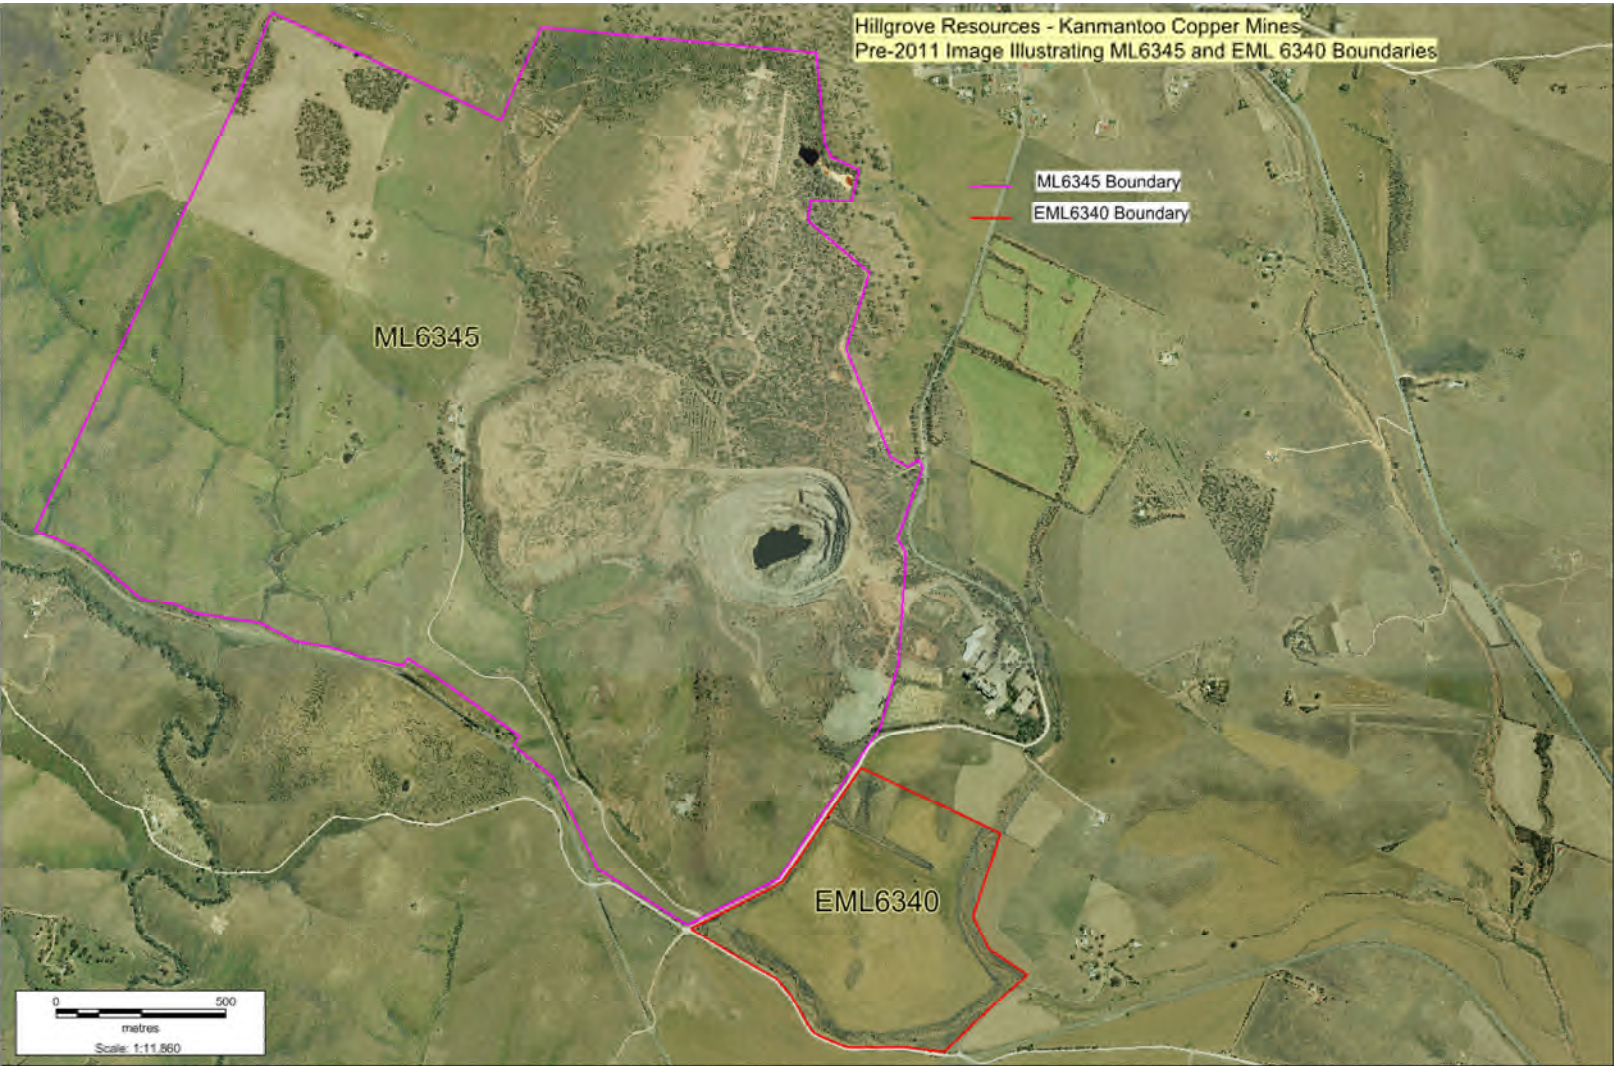 Hillgrove Resources - Kanmantoo Copper Mines
Pre-2011 Image Illustrating ML6345 and EML 6340 Boundaries
ML6345 Boundary
EML6340 Boundary
ML6345
EML6340
0 500
metres
Scale: 1:11,860